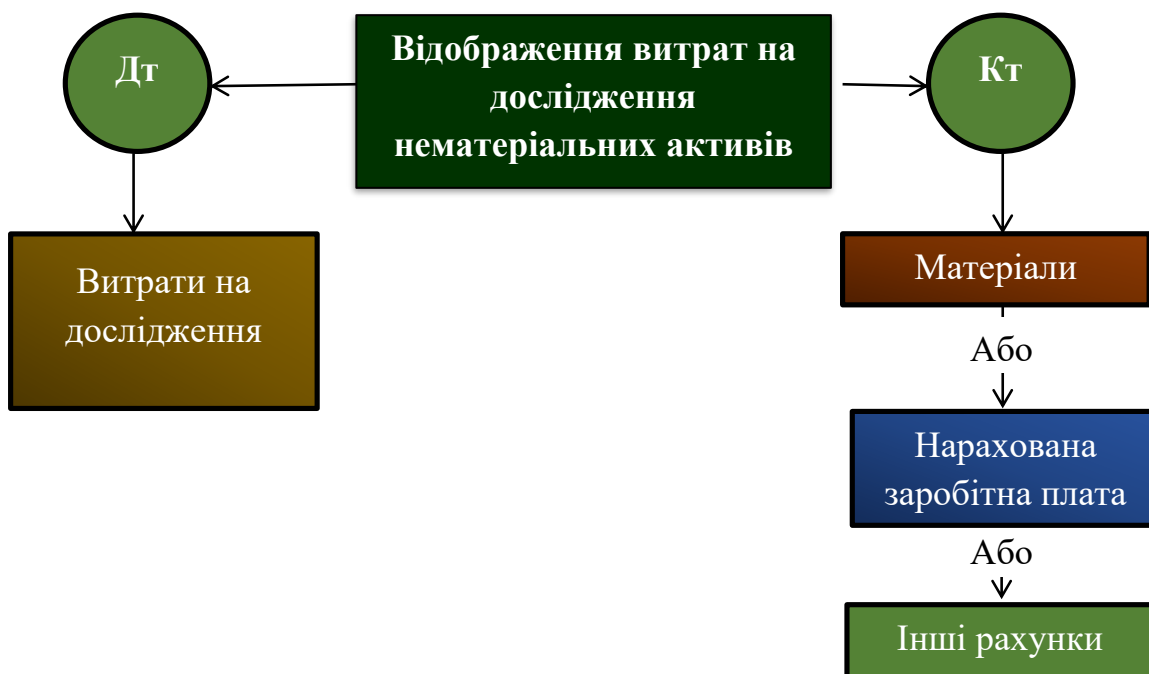 Дт
Відображення витрат на
дослідження
нематеріальних активів
Кт
Витрати на
дослідження
Матеріали
Або
Нарахована
заробітна плата
Або
Інші рахунки